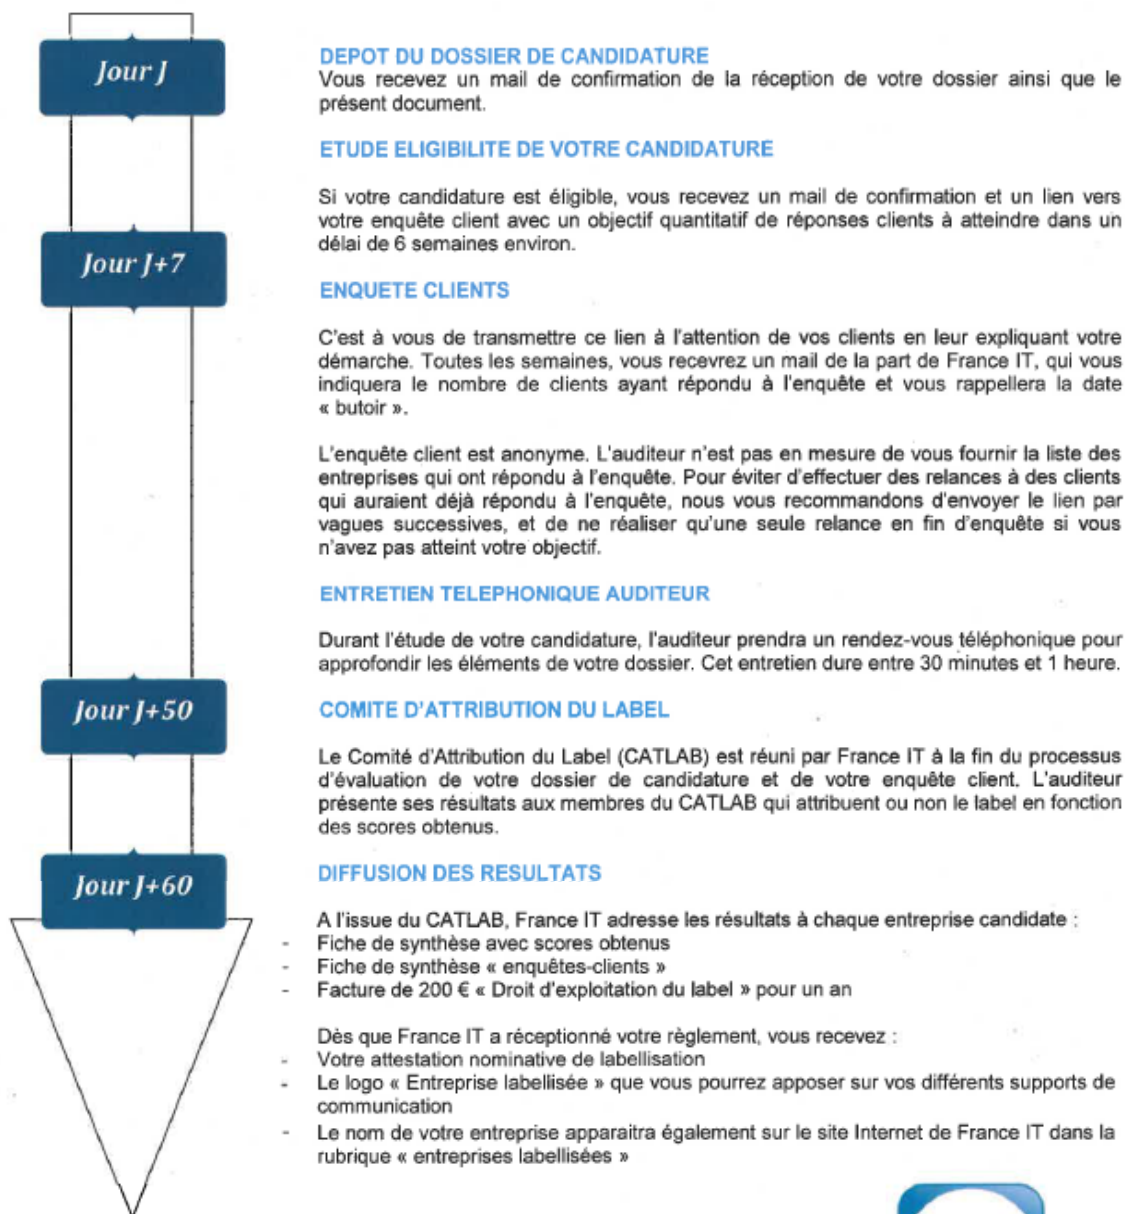 Jour J
DEPOT DU DOSSIER DE CANDIDATURE
Vous recevez un mail de confirmation de la réception de votre dossier ainsi que le
présent document.
ETUDE ELIGIBILITE DE VOTRE CANDIDATURE
Si votre candidature est éligible, vous recevez un mail de confirmation et un lien vers
votre enquête client avec un objectif quantitatif de réponses clients à atteindre dans un
délai de 6 semaines environ.
Jour J+7
ENQUETE CLIENTS
C'est à vous de transmettre ce lien à l'attention de vos clients en leur expliquant votre
démarche. Toutes les semaines, vous recevrez un mail de la part de France IT, qui vous
indiquera le nombre de clients ayant répondu à l'enquête et vous rappellera la date
« butoir ».
L'enquête client est anonyme. L'auditeur n'est pas en mesure de vous fournir la liste des
entreprises qui ont répondu à l'enquête. Pour éviter d'effectuer des relances à des clients
qui auraient déjà répondu à l'enquête, nous vous recommandons d'envoyer le lien par
vagues successives, et de ne réaliser qu'une seule relance en fin d'enquête si vous
n'avez pas atteint votre objectif.
ENTRETIEN TELEPHONIQUE AUDITEUR
Durant l'étude de votre candidature, l'auditeur prendra un rendez-vous téléphonique pour
approfondir les éléments de votre dossier. Cet entretien dure entre 30 minutes et 1 heure.
Jour J+50
COMITE D'ATTRIBUTION DU LABEL
Le Comité d'Attribution du Label (CATLAB) est réuni par France IT à la fin du processus
d'évaluation de votre dossier de candidature et de votre enquête client. L'auditeur
présente ses résultats aux membres du CATLAB qui attribuent ou non le label en fonction
des scores obtenus.
Jour J+60
DIFFUSION DES RESULTATS
A l'issue du CATLAB, France IT adresse les résultats à chaque entreprise candidate :
- Fiche de synthèse avec scores obtenus
- Fiche de synthèse « enquêtes-clients »
- Facture de 200 € « Droit d'exploitation du label » pour un an
Dès que France IT a réceptionné votre règlement, vous recevez :
- Votre attestation nominative de labellisation
- Le logo « Entreprise labellisée » que vous pourrez apposer sur vos différents supports de
communication
- Le nom de votre entreprise apparaitra également sur le site Internet de France IT dans la
rubrique « entreprises labellisées »